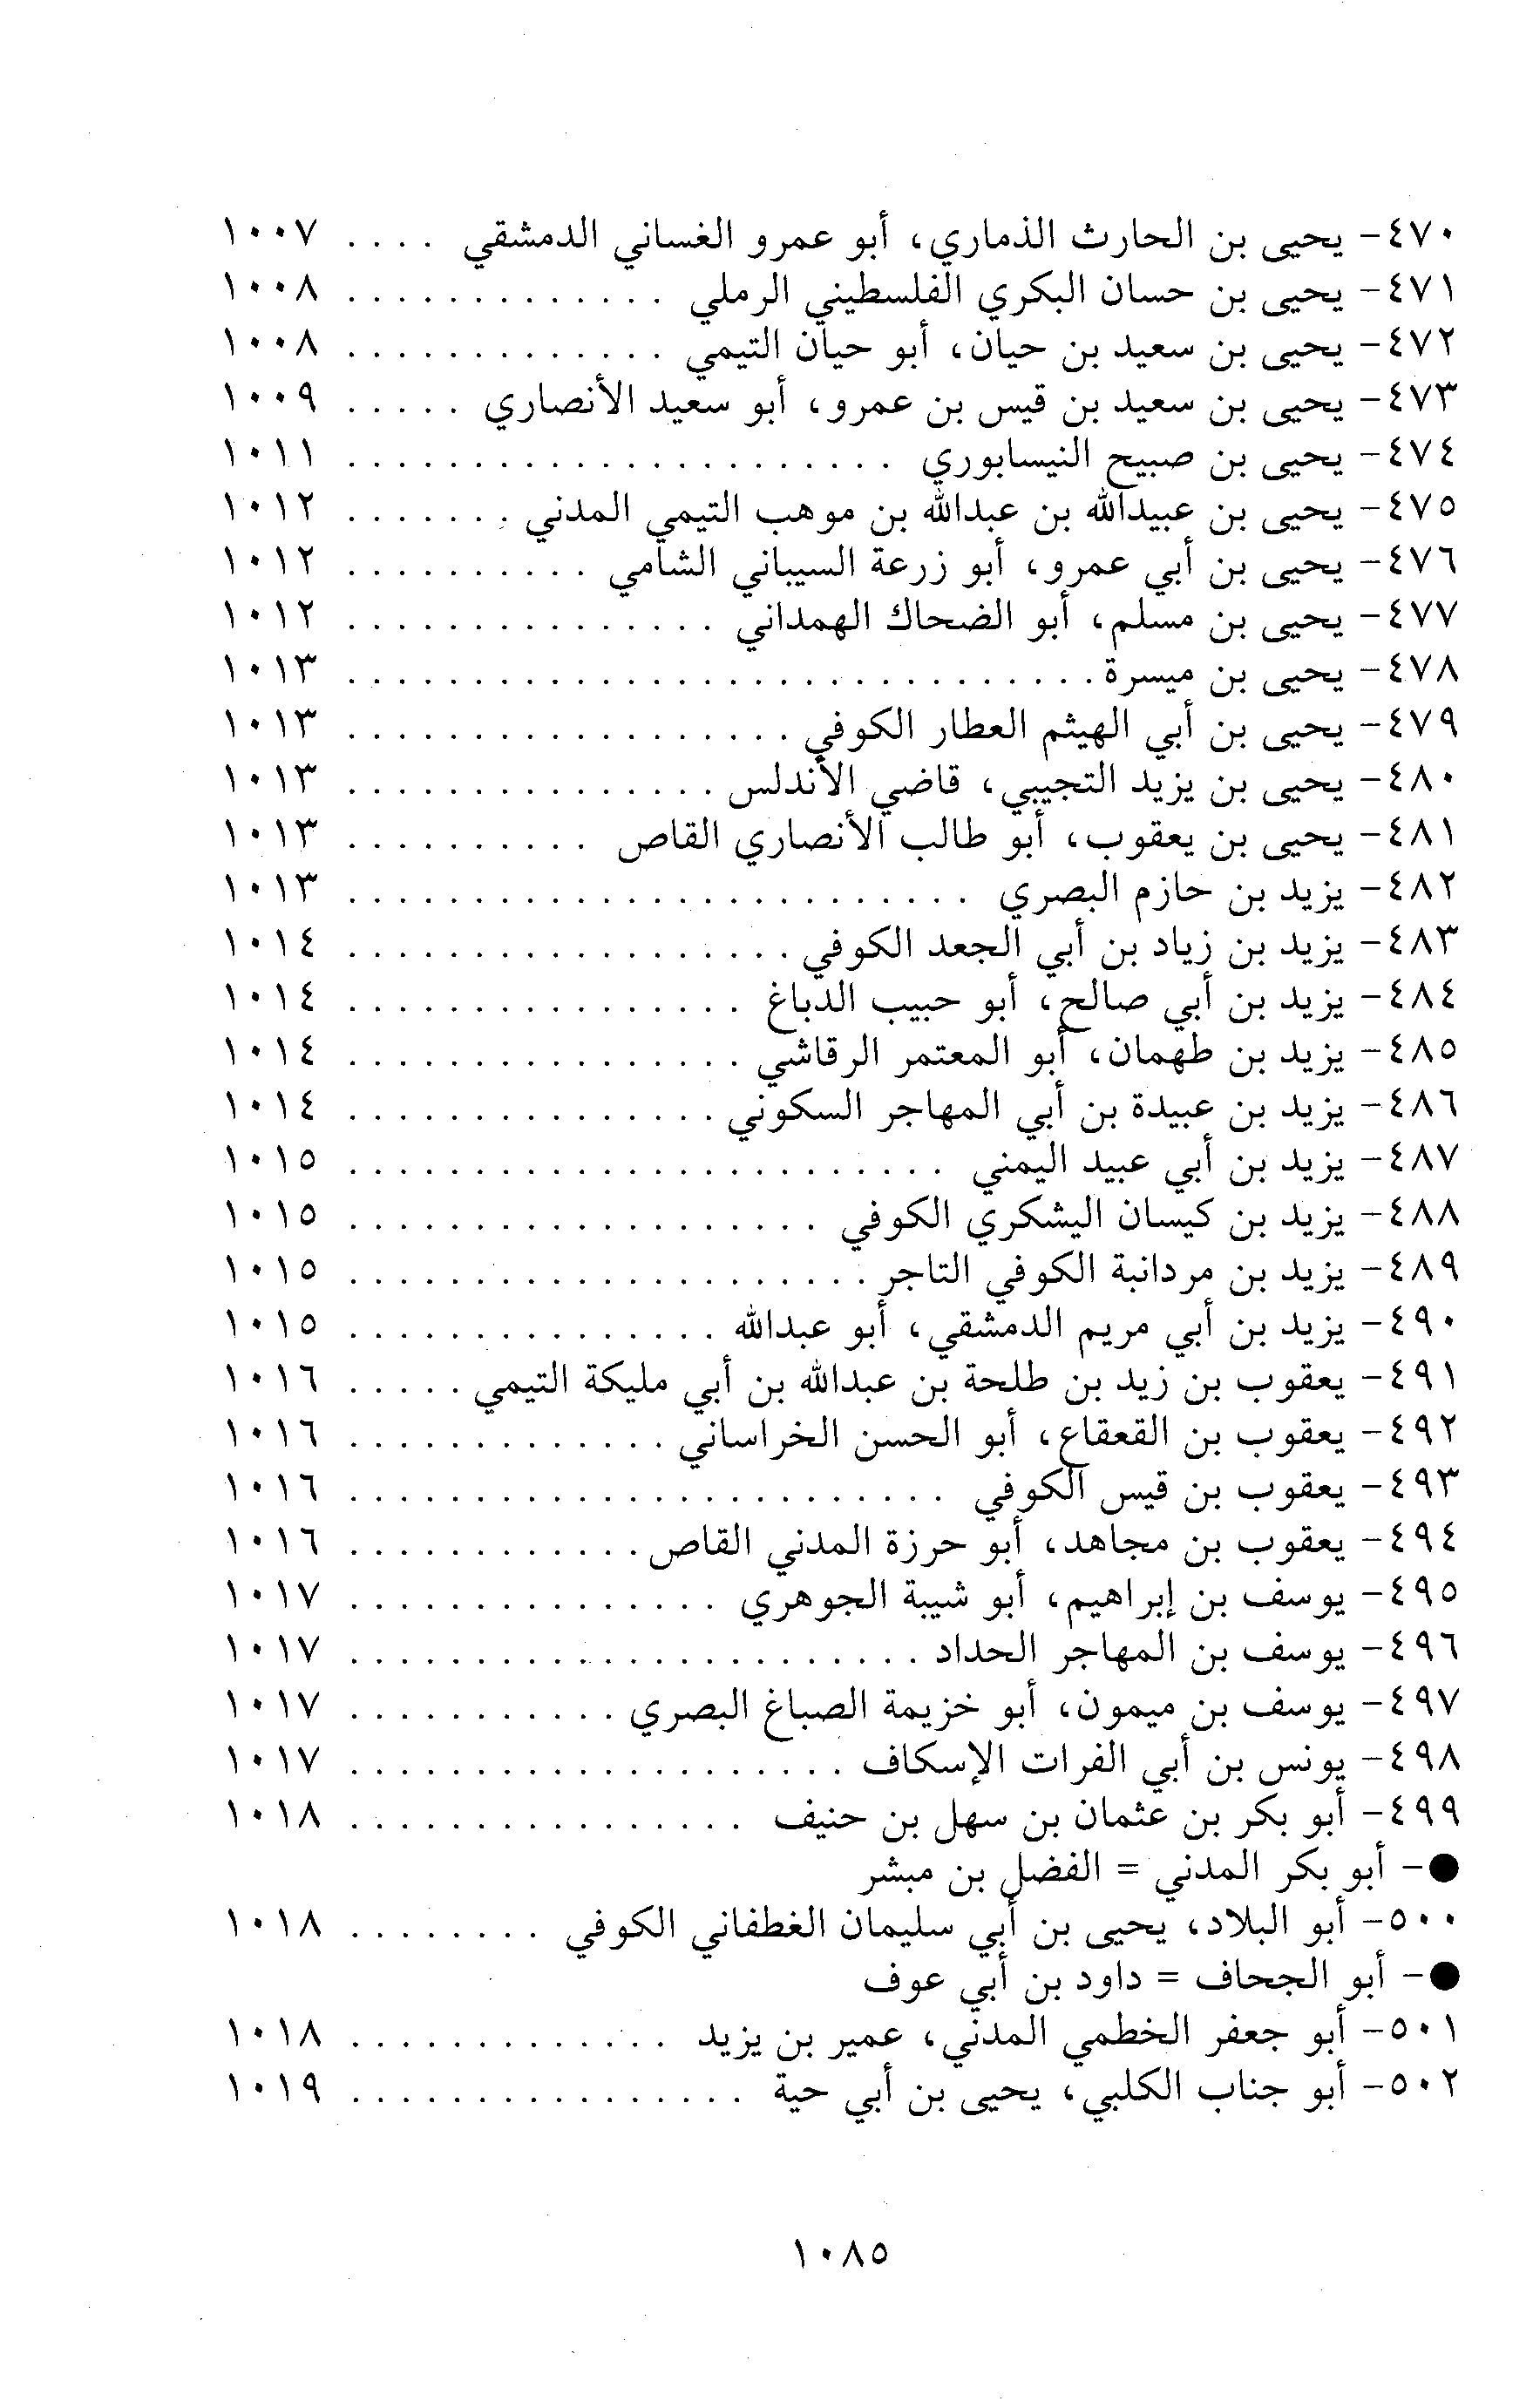 ٤٧٠- يحيى بن الحارث الذماري، أبو عمرو الغساني الدمشقي . . . . ١٠٠٧
٤٧١- يحيى بن حسان البكري الفلسطيني الرملي . . . . . . . . . . . . . ١٠٠٨
٤٧٢- يحيى بن سعيد بن حيان، أبو حيان التيمي . . . . . . . . . . . . . ١٠٠٨
٤٧٣- يحيى بن سعيد بن قيس بن عمرو، أبو سعيد الأنصاري . . . . . ١٠٠٩
٤٧٤- يحيى بن صبيح النيسابوري . . . . . . . . . . . . . . . . . . . . . . ١٠١١
٤٧٥- يحيى بن عبيدالله بن عبدالله بن موهب التيمي المدني . . . . . . . ١٠١٢
٤٧٦- يحيى بن أبي عمرو، أبو زرعة السيباني الشامي . . . . . . . . . . ١٠١٢
٤٧٧- يحيى بن مسلم، أبو الضحاك الهمداني . . . . . . . . . . . . . . . ١٠١٢
٤٧٨- يحيى بن ميسرة . . . . . . . . . . . . . . . . . . . . . . . . . . . . . . ١٠١٣
٤٧٩- يحيى بن أبي الهيثم العطار الكوفي . . . . . . . . . . . . . . . . . . ١٠١٣
٤٨٠- يحيى بن يزيد التجيبي، قاضي الأندلس . . . . . . . . . . . . . . . ١٠١٣
٤٨١- يحيى بن يعقوب، أبو طالب الأنصاري القاص . . . . . . . . . . ١٠١٣
٤٨٢- يزيد بن حازم البصري . . . . . . . . . . . . . . . . . . . . . . . . . ١٠١٣
٤٨٣- يزيد بن زياد بن أبي الجعد الكوفي . . . . . . . . . . . . . . . . . . ١٠١٤
٤٨٤- يزيد بن أبي صالح، أبو حبيب الدباغ . . . . . . . . . . . . . . . . ١٠١٤
٤٨٥- يزيد بن طهمان، أبو المعتمر الرقاشي . . . . . . . . . . . . . . . . ١٠١٤
٤٨٦- يزيد بن عبيدة بن أبي المهاجر السكوني . . . . . . . . . . . . . . . ١٠١٤
٤٨٧- يزيد بن أبي عبيد اليمني . . . . . . . . . . . . . . . . . . . . . . . . ١٠١٥
٤٨٨- يزيد بن كيسان اليشكري الكوفي . . . . . . . . . . . . . . . . . . . ١٠١٥
٤٨٩- يزيد بن مردانبة الكوفي التاجر . . . . . . . . . . . . . . . . . . . . . ١٠١٥
٤٩٠- يزيد بن أبي مريم الدمشقي، أبو عبدالله . . . . . . . . . . . . . . . ١٠١٥
٤٩١- يعقوب بن زيد بن طلحة بن عبدالله بن أبي مليكة التيمي . . . . . ١٠١٦
٤٩٢- يعقوب بن القعقاع، أبو الحسن الخراساني . . . . . . . . . . . . . ١٠١٦
٤٩٣- يعقوب بن قيس الكوفي . . . . . . . . . . . . . . . . . . . . . . . . ١٠١٦
٤٩٤- يعقوب بن مجاهد، أبو حرزة المدني القاص . . . . . . . . . . . . ١٠١٦
٤٩٥- يوسف بن إبراهيم، أبو شيبة الجوهري . . . . . . . . . . . . . . . ١٠١٧
٤٩٦- يوسف بن المهاجر الحداد . . . . . . . . . . . . . . . . . . . . . . . ١٠١٧
٤٩٧- يوسف بن ميمون، أبو خزيمة الصباغ البصري . . . . . . . . . . . ١٠١٧
٤٩٨- يونس بن أبي الفرات الإسكاف . . . . . . . . . . . . . . . . . . . . ١٠١٧
٤٩٩- أبو بكر بن عثمان بن سهل بن حنيف . . . . . . . . . . . . . . . . ١٠١٨
●- أبو بكر المدني = الفضل بن مبشر
٥٠٠- أبو البلاد، يحيى بن أبي سليمان الغطفاني الكوفي . . . . . . . . ١٠١٨
●- أبو الجحاف = داود بن أبي عوف
٥٠١- أبو جعفر الخطمي المدني، عمير بن يزيد . . . . . . . . . . . . . ١٠١٨
٥٠٢- أبو جناب الكلبي، يحيى بن أبي حية . . . . . . . . . . . . . . . . ١٠١٩
١٠٨٥